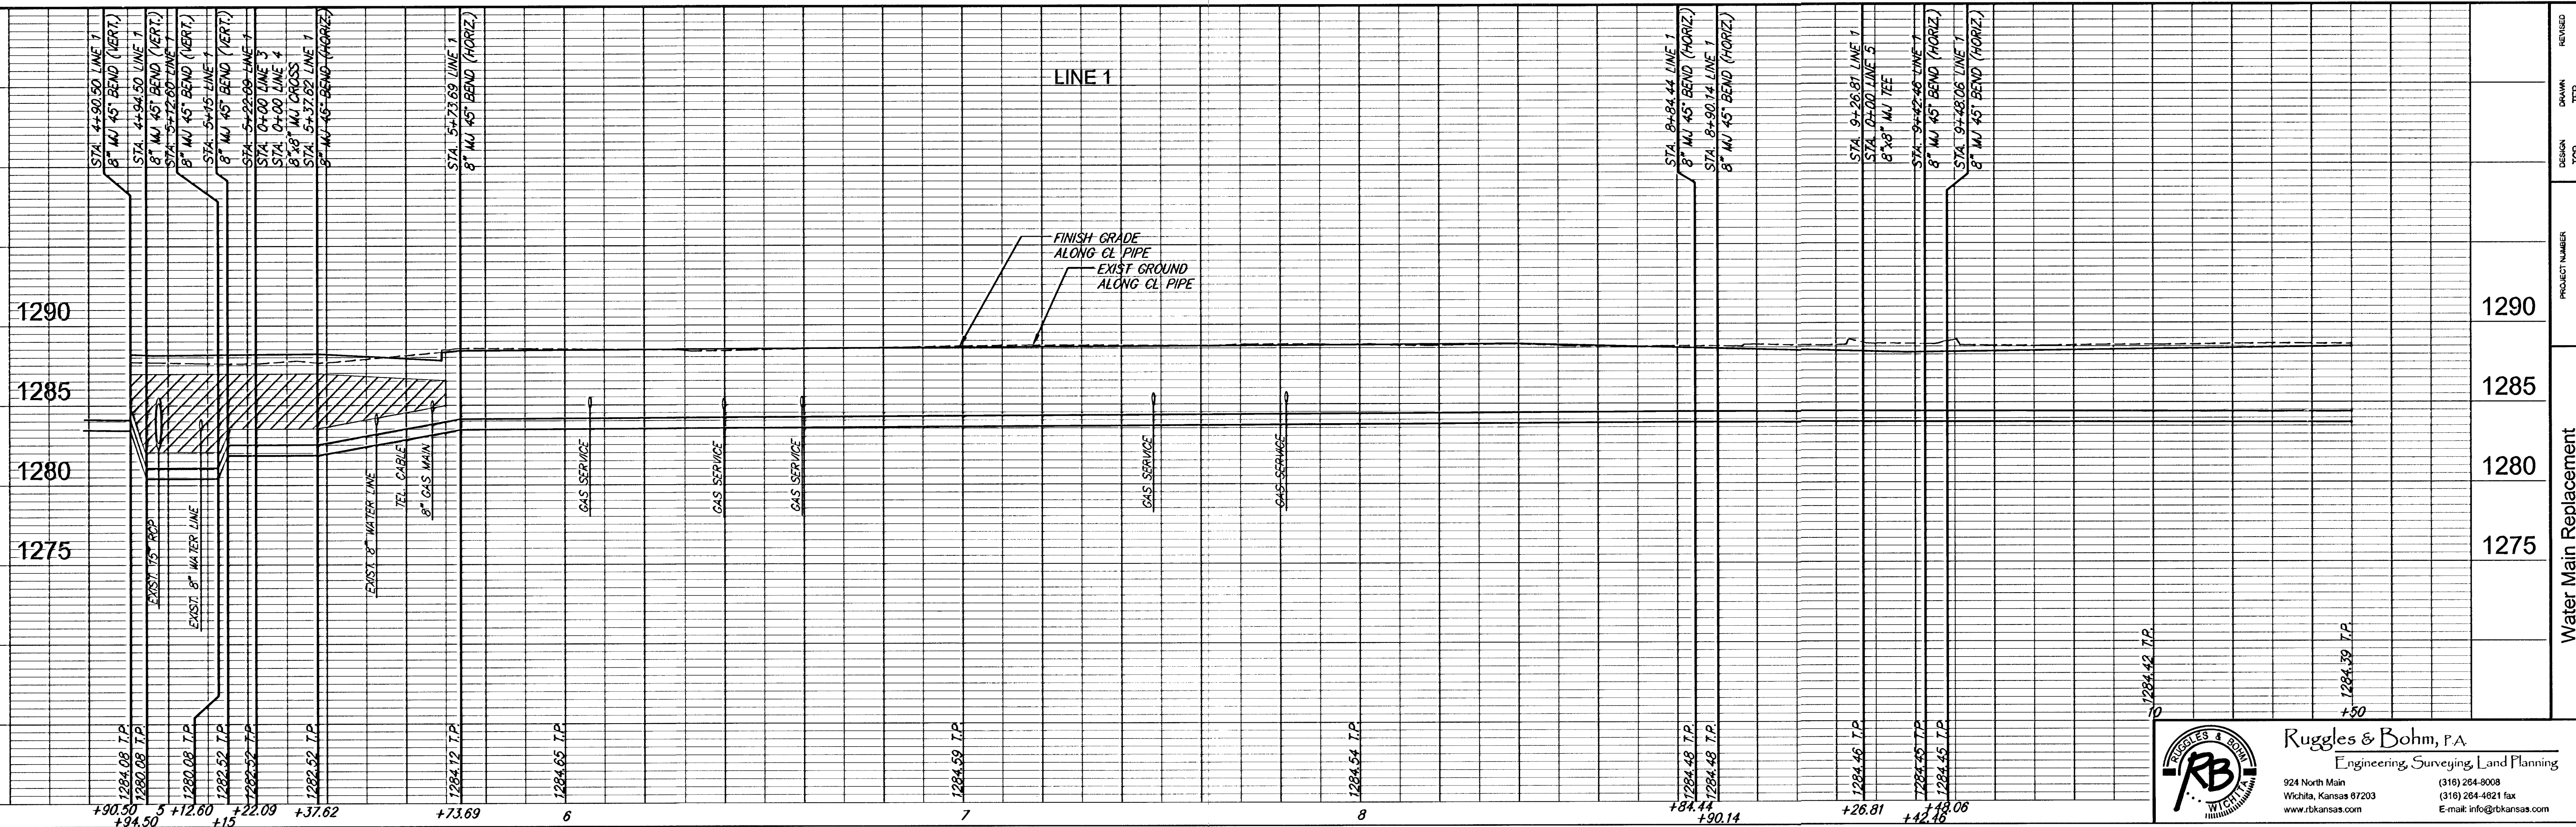 STA. 4+90.50 LINE 1
8" MJ 45° BEND (VERT.)
STA. 4+94.50 LINE 1
8" MJ 45° BEND (VERT.)
STA. 5+12.60 LINE 1
8" MJ 45° BEND (VERT.)
STA. 5+15 LINE 1
8" MJ 45° BEND (VERT.)
STA. 5+22.09 LINE 1
STA. 0+00 LINE 3
STA. 0+00 LINE 4
8"x8" MJ CROSS
STA. 5+37.62 LINE 1
8" MJ 45° BEND (HORIZ.)
STA. 5+73.69 LINE 1
8" MJ 45° BEND (HORIZ.)
LINE 1
STA. 8+84.44 LINE 1
8" MJ 45° BEND (HORIZ.)
STA. 8+90.14 LINE 1
8" MJ 45° BEND (HORIZ.)
STA. 9+26.81 LINE 1
STA. 0+00 LINE 5
8"x8" MJ TEE
STA. 9+42.46 LINE 1
8" MJ 45° BEND (HORIZ.)
STA. 9+48.06 LINE 1
8" MJ 45° BEND (HORIZ.)
FINISH GRADE
ALONG CL PIPE
EXIST GROUND
ALONG CL PIPE
1290
1285
1280
1275
1290
1285
1280
1275
EXIST. 15" RCP
EXIST. 8" WATER LINE
EXIST. 8" WATER LINE
TEL. CABLE
8" GAS MAIN
GAS SERVICE
GAS SERVICE
GAS SERVICE
GAS SERVICE
GAS SERVICE
1284.08 T.P.
1280.08 T.P.
1280.08 T.P.
1282.52 T.P.
1282.52 T.P.
1282.52 T.P.
1284.12 T.P.
1284.65 T.P.
1284.59 T.P.
1284.54 T.P.
1284.48 T.P.
1284.48 T.P.
1284.46 T.P.
1284.45 T.P.
1284.45 T.P.
1284.42 T.P.
1284.39 T.P.
10
+50
+90.50
+94.50
5
+12.60
+15
+22.09
+37.62
+73.69
6
7
8
+84.44
+90.14
+26.81
+42.46
+48.06
REVISED
DRAWN
DESIGN
PROJECT NUMBER
Water Main Replacement
RUGGLES & BOHM
RB
WICHITA
Ruggles & Bohm, P.A.
Engineering, Surveying, Land Planning
924 North Main
(316) 264-8008
Wichita, Kansas 67203
(316) 264-4621 fax
www.rbkansas.com
E-mail: info@rbkansas.com